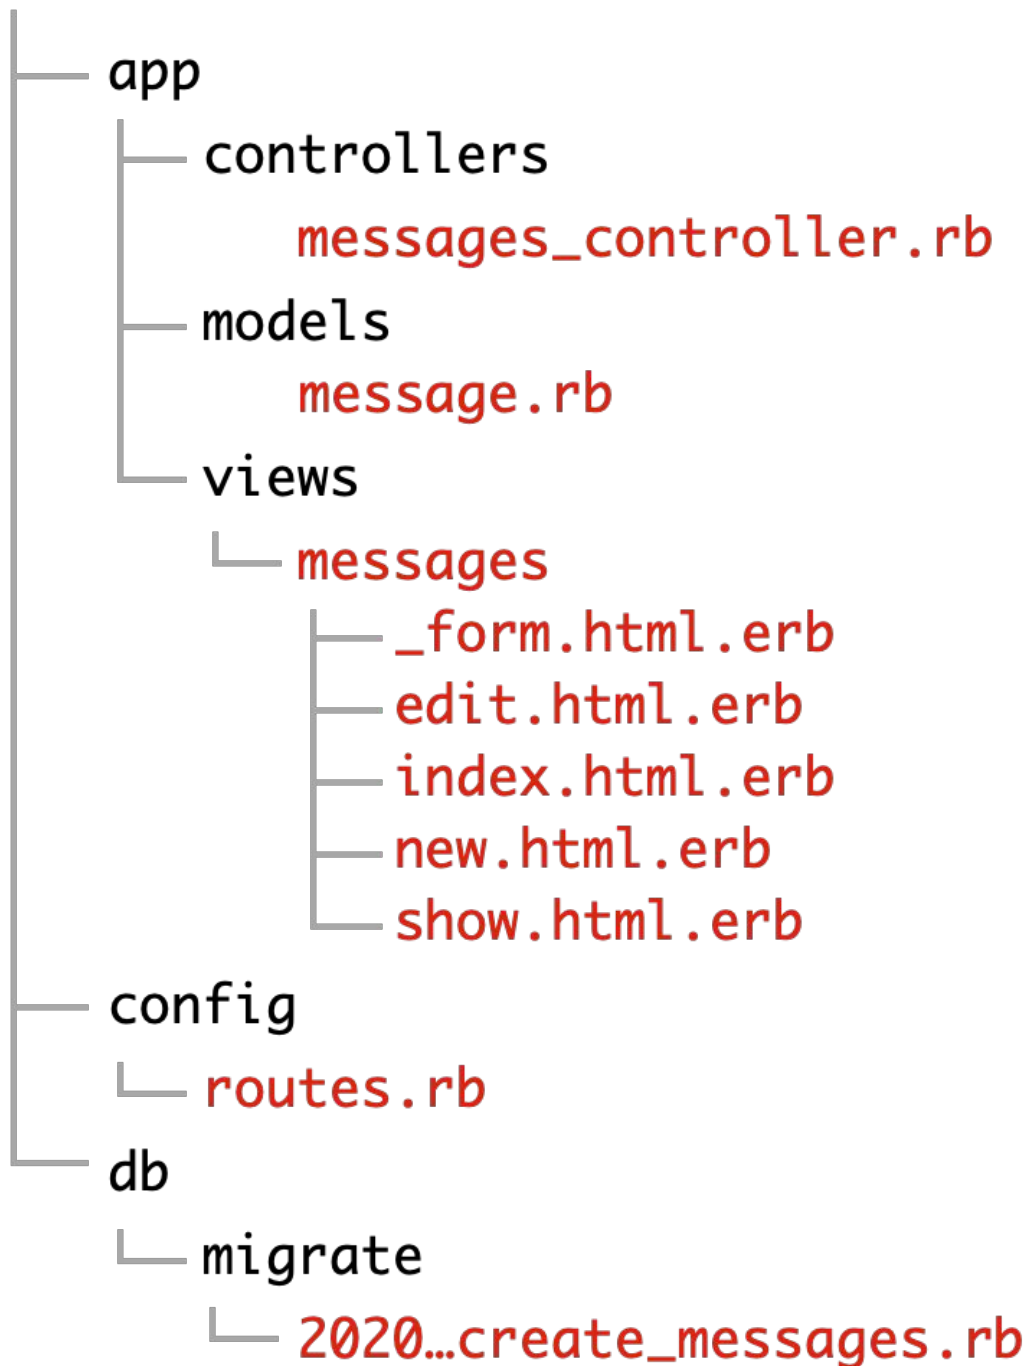 app
controllers
messages_controller.rb
models
message.rb
views
messages
_form.html.erb
edit.html.erb
index.html.erb
new.html.erb
show.html.erb
config
routes.rb
db
migrate
2020…create_messages.rb